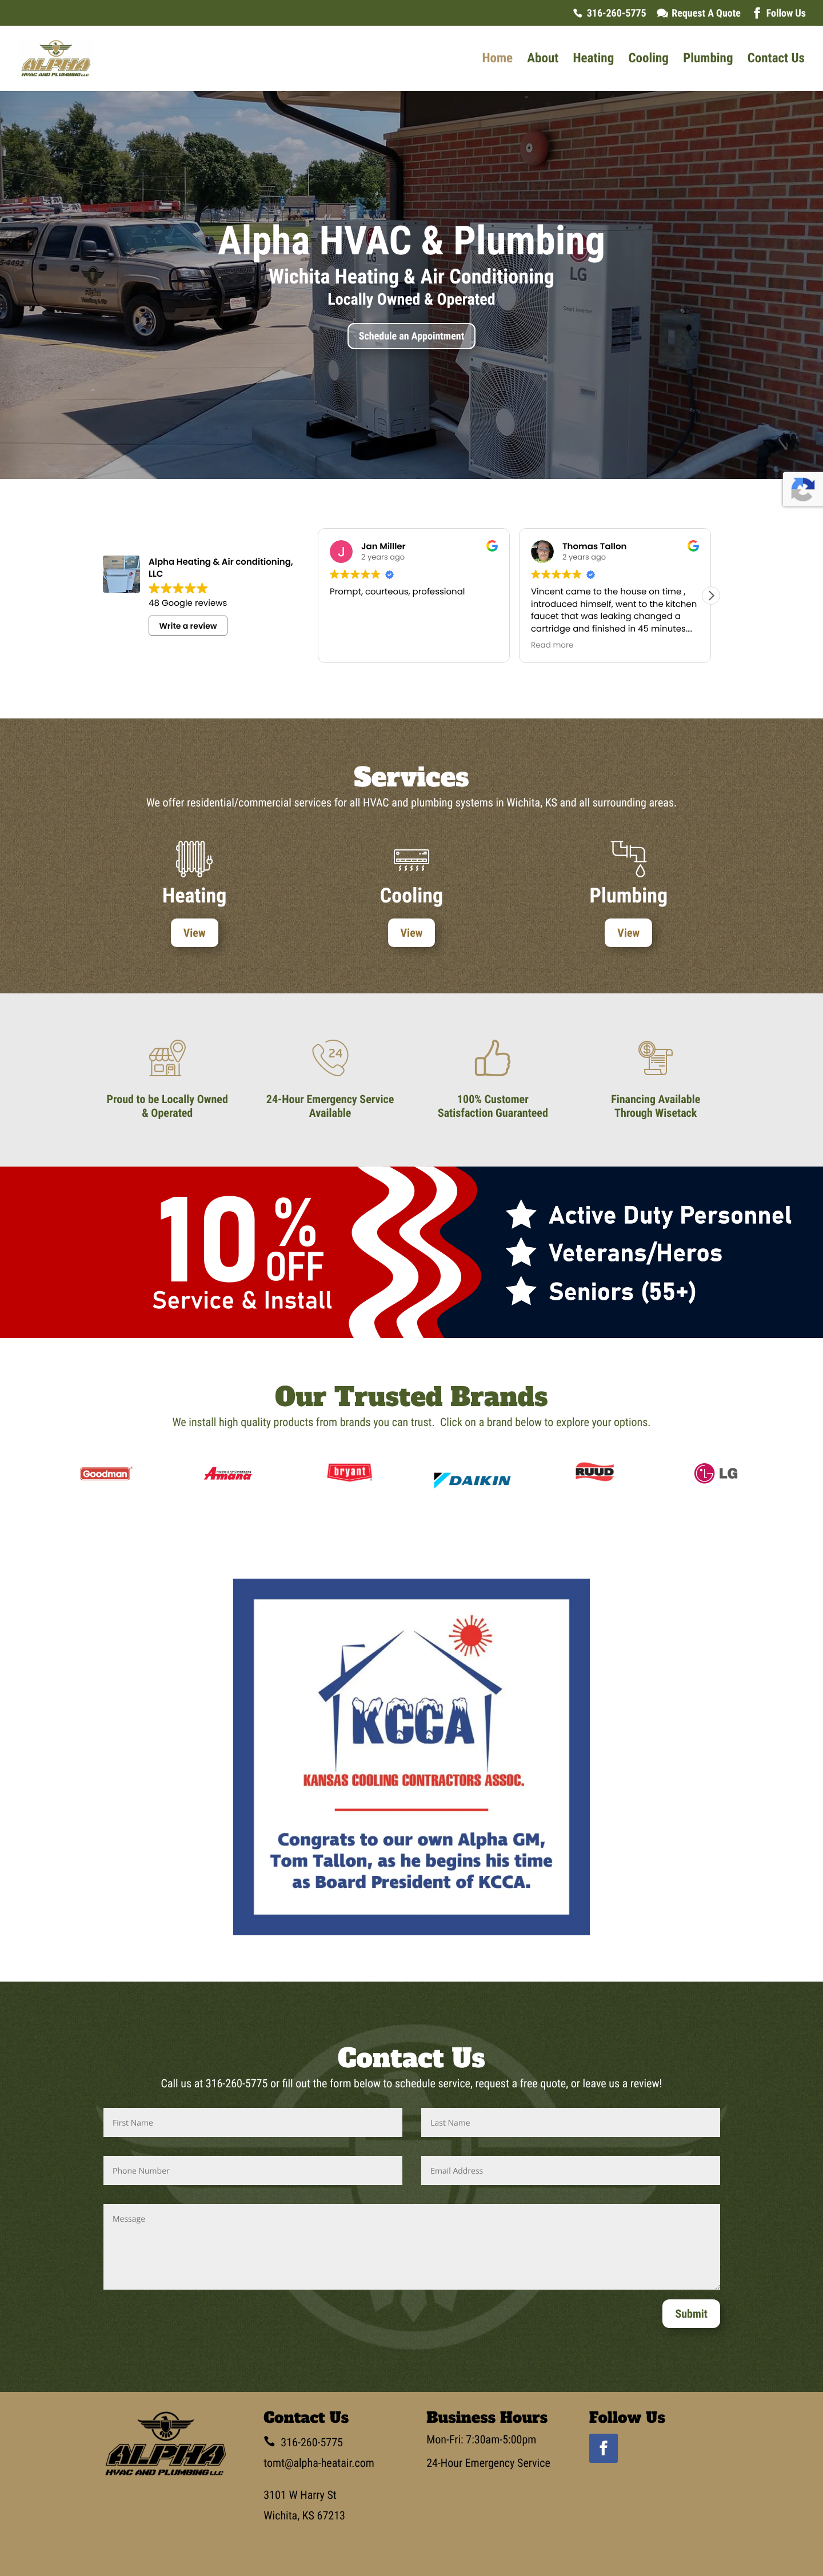 316-260-5775 Request A Quote Follow Us
ALPHA
HVAC AND PLUMBING LLC
Home About Heating Cooling Plumbing Contact Us
Alpha HVAC & Plumbing
Wichita Heating & Air Conditioning
Locally Owned & Operated
Schedule an Appointment
LG
Alpha Heating & Air conditioning,
LLC
48 Google reviews
Write a review
J
Jan Milller
2 years ago
Prompt, courteous, professional
Thomas Tallon
2 years ago
Vincent came to the house on time ,
introduced himself, went to the kitchen
faucet that was leaking changed a
cartridge and finished in 45 minutes....
Read more
Services
We offer residential/commercial services for all HVAC and plumbing systems in Wichita, KS and all surrounding areas.
Heating
View
Cooling
View
Plumbing
View
Proud to be Locally Owned
& Operated
24
24-Hour Emergency Service
Available
100% Customer
Satisfaction Guaranteed
Financing Available
Through Wisetack
10% OFF
Service & Install
Active Duty Personnel
Veterans/Heros
Seniors (55+)
Our Trusted Brands
We install high quality products from brands you can trust. Click on a brand below to explore your options.
Goodman
Amana
bryant
DAIKIN
RUUD
LG
KCCA
KANSAS COOLING CONTRACTORS ASSOC.
Congrats to our own Alpha GM,
Tom Tallon, as he begins his time
as Board President of KCCA.
Contact Us
Call us at 316-260-5775 or fill out the form below to schedule service, request a free quote, or leave us a review!
First Name
Last Name
Phone Number
Email Address
Message
Submit
ALPHA
HVAC AND PLUMBING LLC
Contact Us
316-260-5775
tomt@alpha-heatair.com
3101 W Harry St
Wichita, KS 67213
Business Hours
Mon-Fri: 7:30am-5:00pm
24-Hour Emergency Service
Follow Us